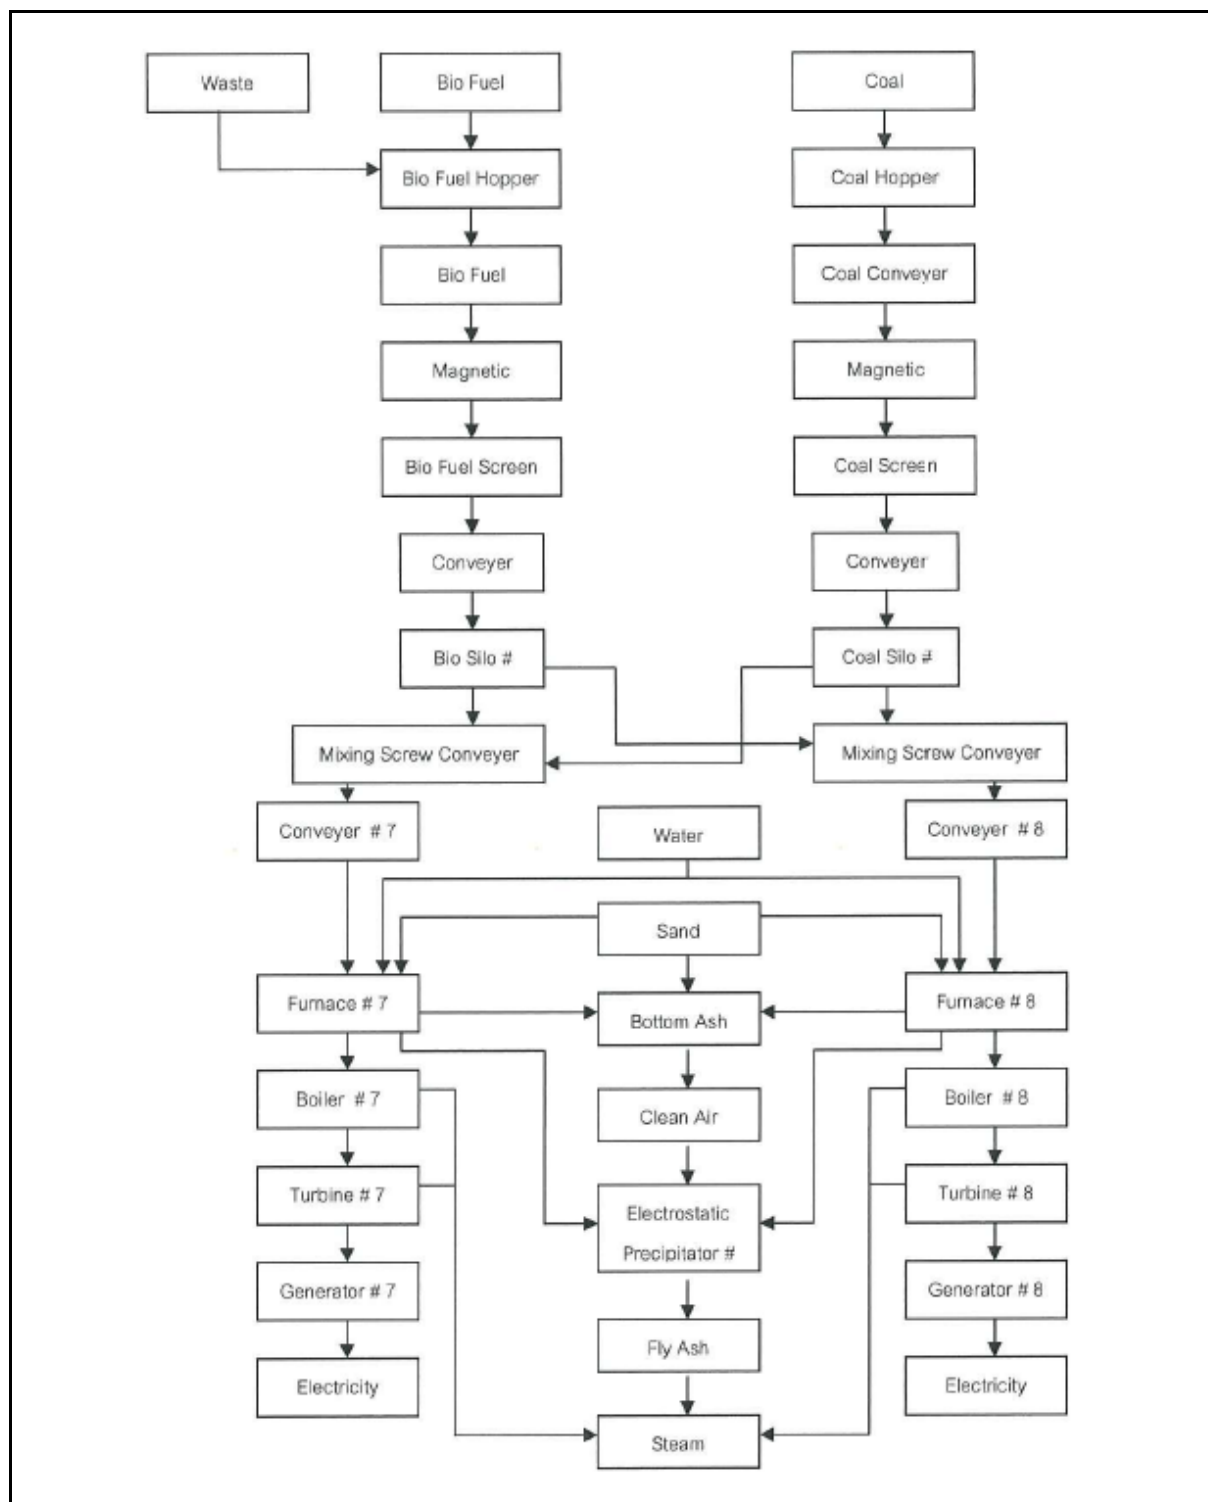 Waste
Bio Fuel
Coal
Bio Fuel Hopper
Coal Hopper
Bio Fuel
Coal Conveyer
Magnetic
Magnetic
Bio Fuel Screen
Coal Screen
Conveyer
Conveyer
Bio Silo #
Coal Silo #
Mixing Screw Conveyer
Mixing Screw Conveyer
Conveyer # 7
Water
Conveyer # 8
Sand
Furnace # 7
Bottom Ash
Furnace # 8
Boiler # 7
Clean Air
Boiler # 8
Turbine # 7
Electrostatic
Precipitator #
Turbine # 8
Generator # 7
Generator # 8
Fly Ash
Electricity
Electricity
Steam